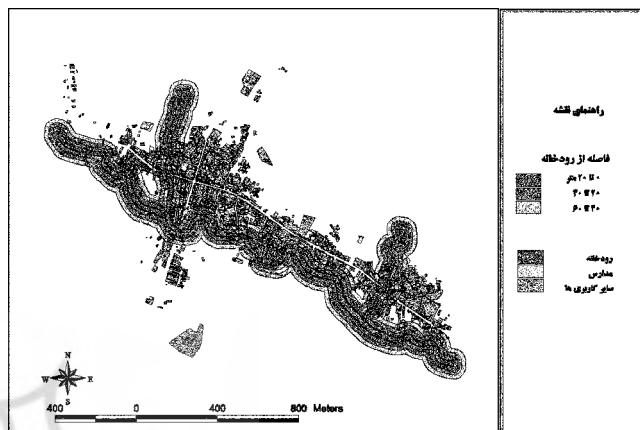 راهنمای نقشه
فاصله از رودخانه
۰ تا ۲۰ متر
۲۰ تا ۴۰
۴۰ تا ۶۰
رودخانه
مدارس
سایر کاربری ها
N
W E
S
400 0 400 800 Meters